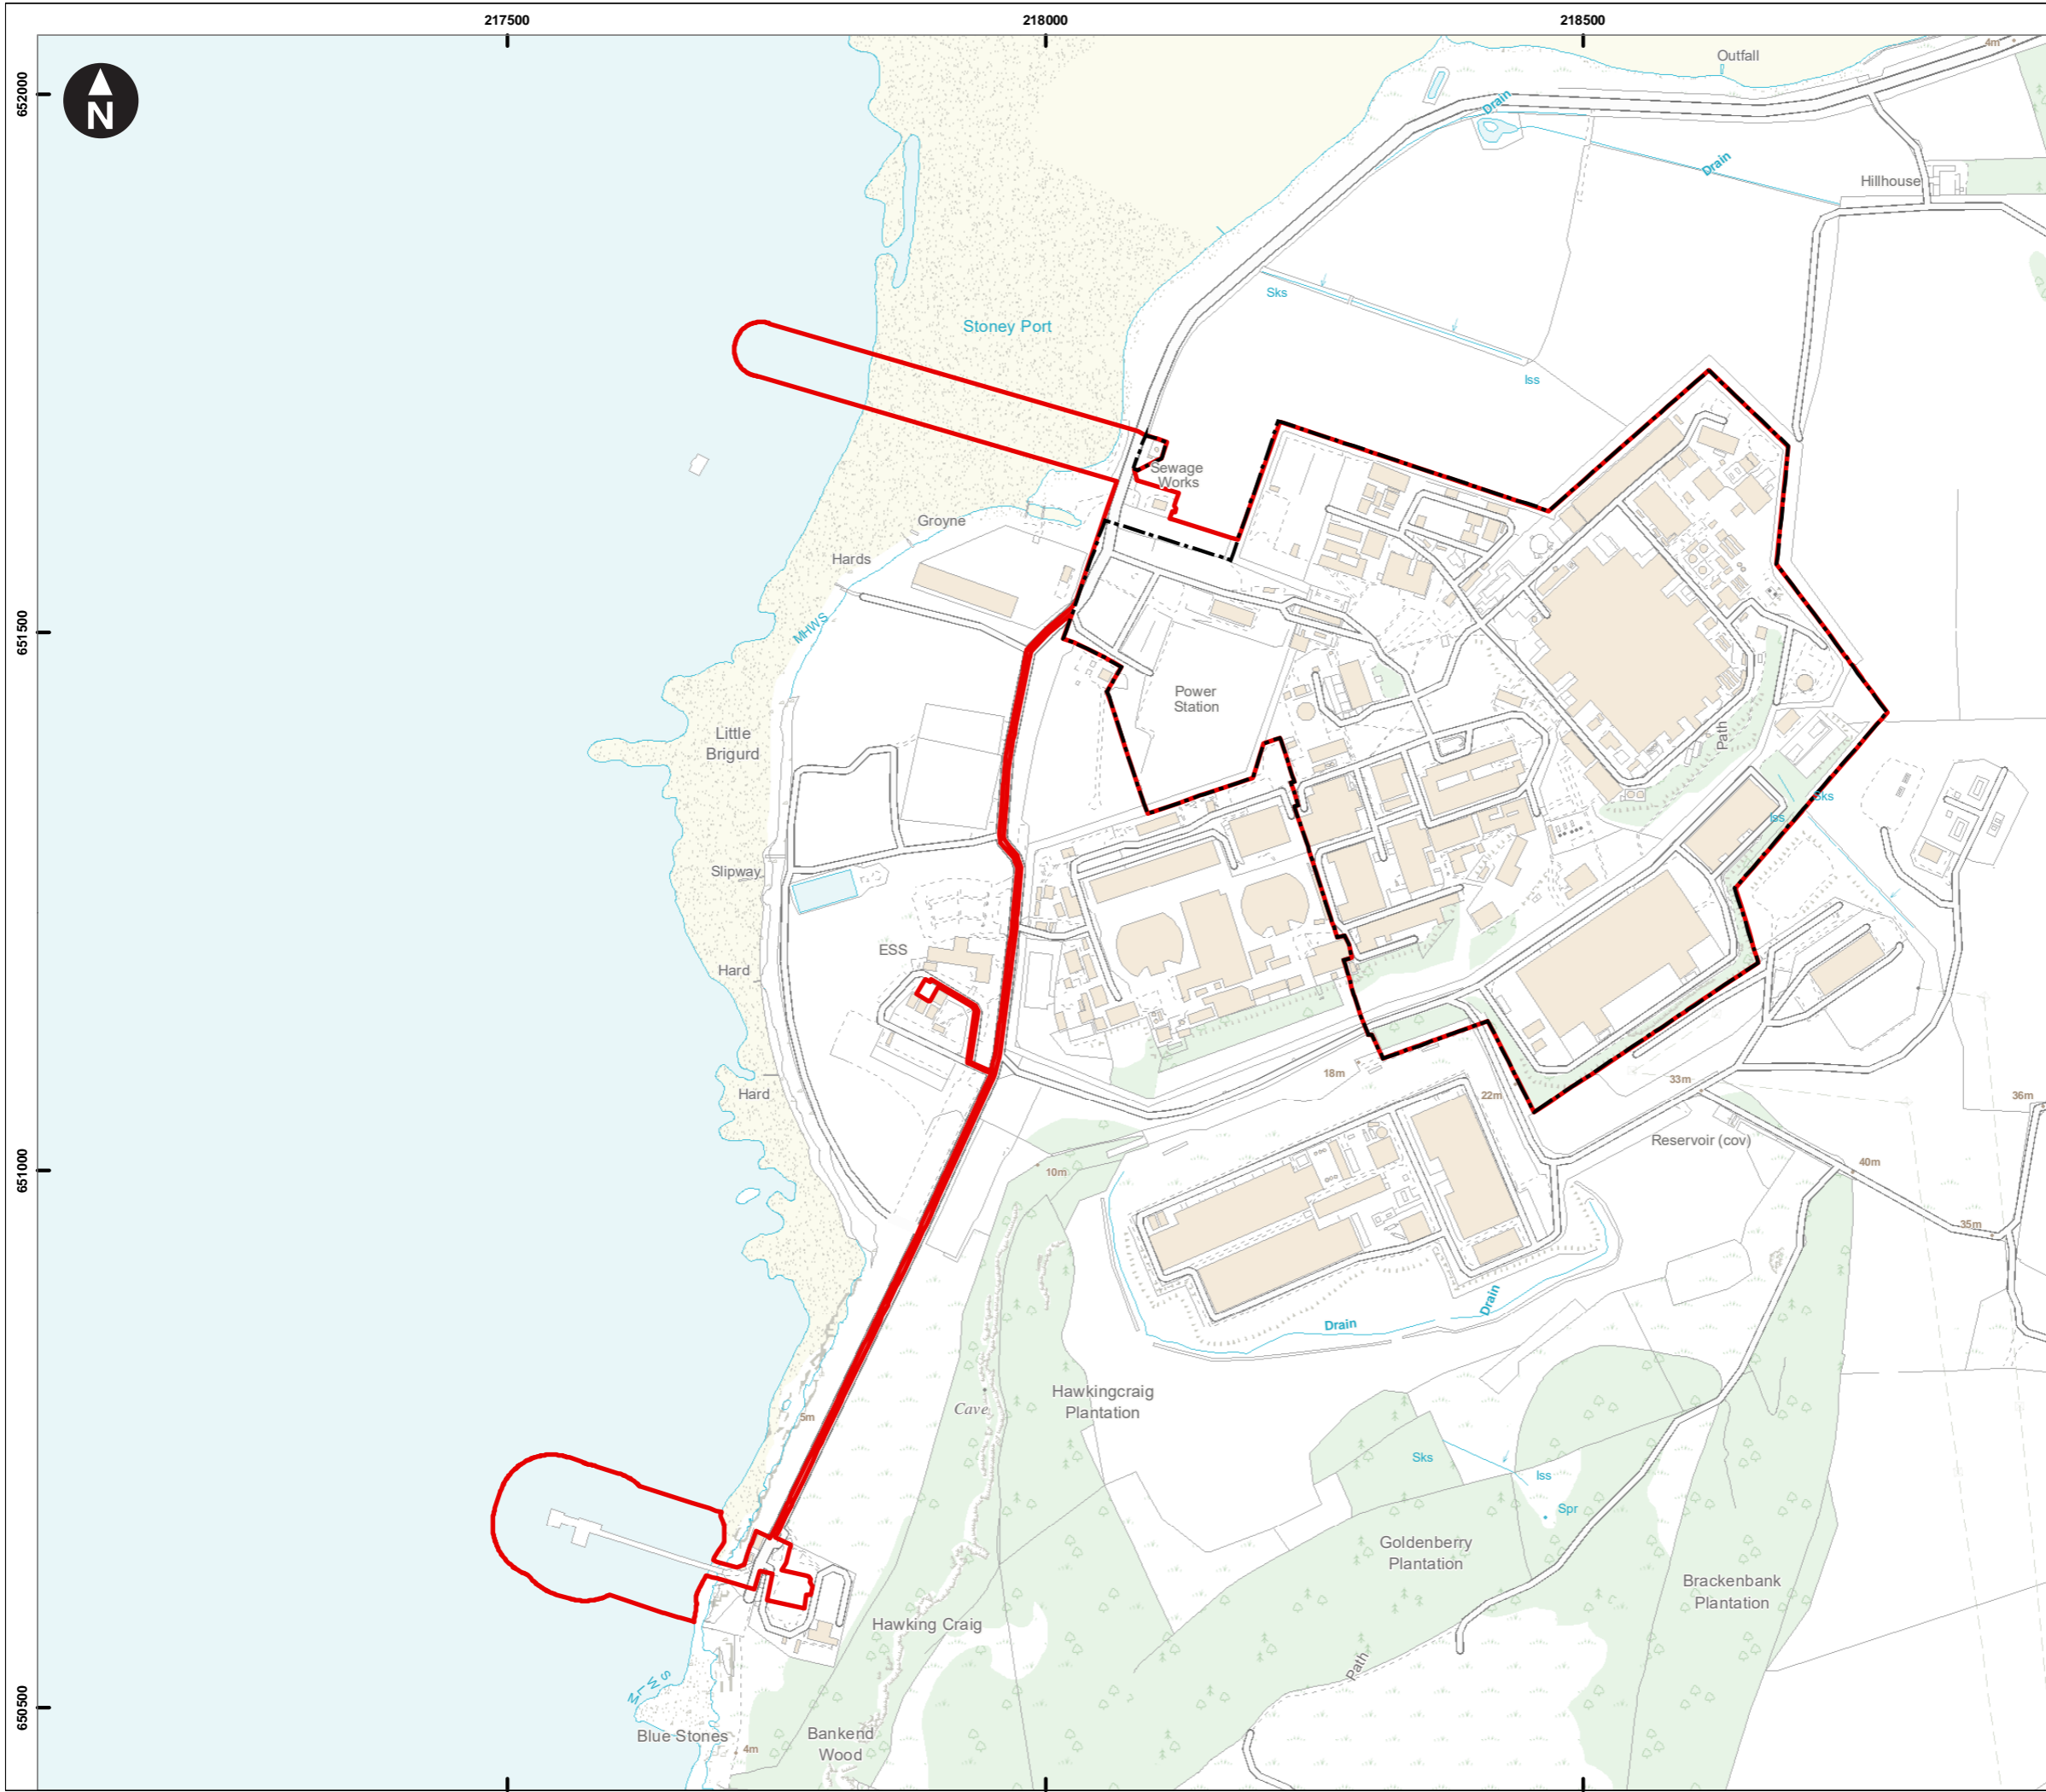 217500
218000
218500
652000
651500
651000
650500
N
Outfall
4m
Drain
Drain
Hillhouse
Sks
Iss
Stoney Port
Sewage
Works
Groyne
Hards
MHWS
Power
Station
Path
Little
Brigurd
Sks
Iss
Slipway
ESS
Hard
Hard
18m
22m
33m
36m
Reservoir (cov)
10m
40m
35m
Drain
Drain
Hawkingcraig
Plantation
Cave
5m
Sks
Iss
Spr
Goldenberry
Plantation
Brackenbank
Plantation
Hawking Craig
Path
MLWS
Blue Stones
4m
Bankend
Wood